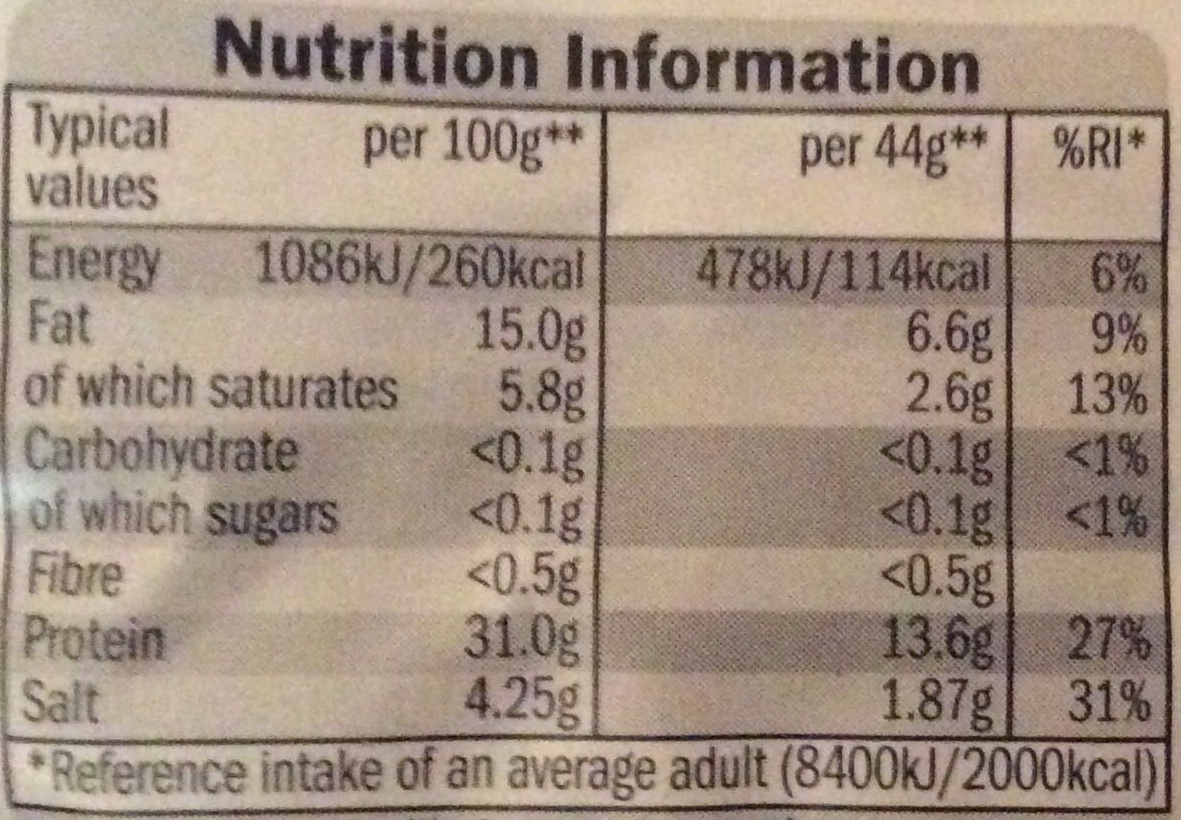 Nutrition Information
Typical values per 100g** per 44g** %RI*
Energy 1086kJ/260kcal 478kJ/114kcal 6%
Fat 15.0g 6.6g 9%
of which saturates 5.8g 2.6g 13%
Carbohydrate <0.1g <0.1g <1%
of which sugars <0.1g <0.1g <1%
Fibre <0.5g <0.5g
Protein 31.0g 13.6g 27%
Salt 4.25g 1.87g 31%
*Reference intake of an average adult (8400kJ/2000kcal)